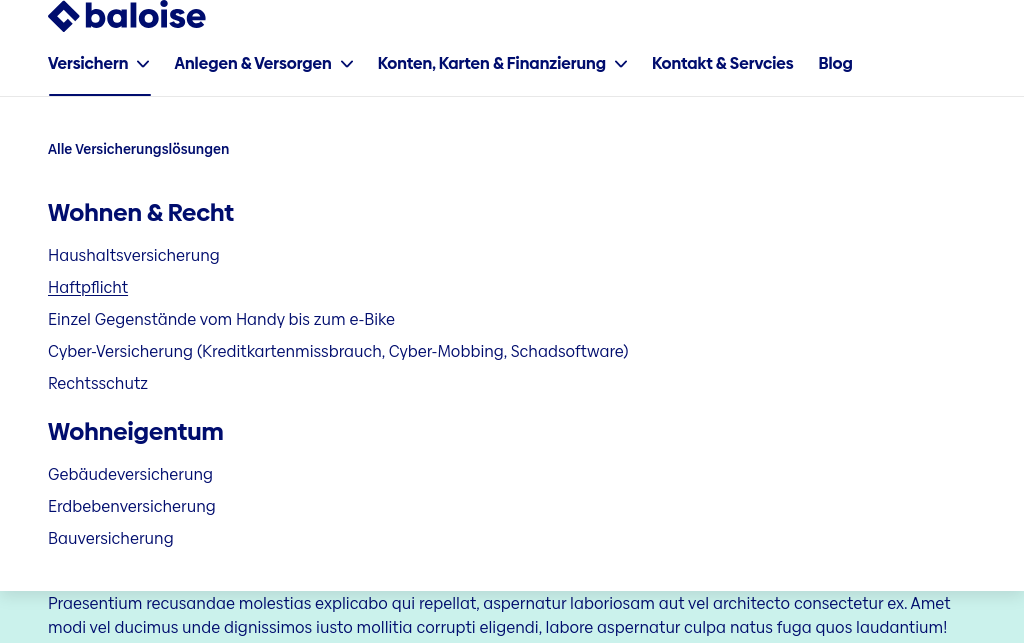 baloise
Versichern Anlegen & Versorgen Konten, Karten & Finanzierung Kontakt & Servcies Blog
Alle Versicherungslösungen
Wohnen & Recht
Haushaltsversicherung
Haftpflicht
Einzel Gegenstände vom Handy bis zum e-Bike
Cyber-Versicherung (Kreditkartenmissbrauch, Cyber-Mobbing, Schadsoftware)
Rechtsschutz
Wohneigentum
Gebäudeversicherung
Erdbebenversicherung
Bauversicherung
Praesentium recusandae molestias explicabo qui repellat, aspernatur laboriosam aut vel architecto consectetur ex. Amet
modi vel ducimus unde dignissimos iusto mollitia corrupti eligendi, labore aspernatur culpa natus fuga quos laudantium!